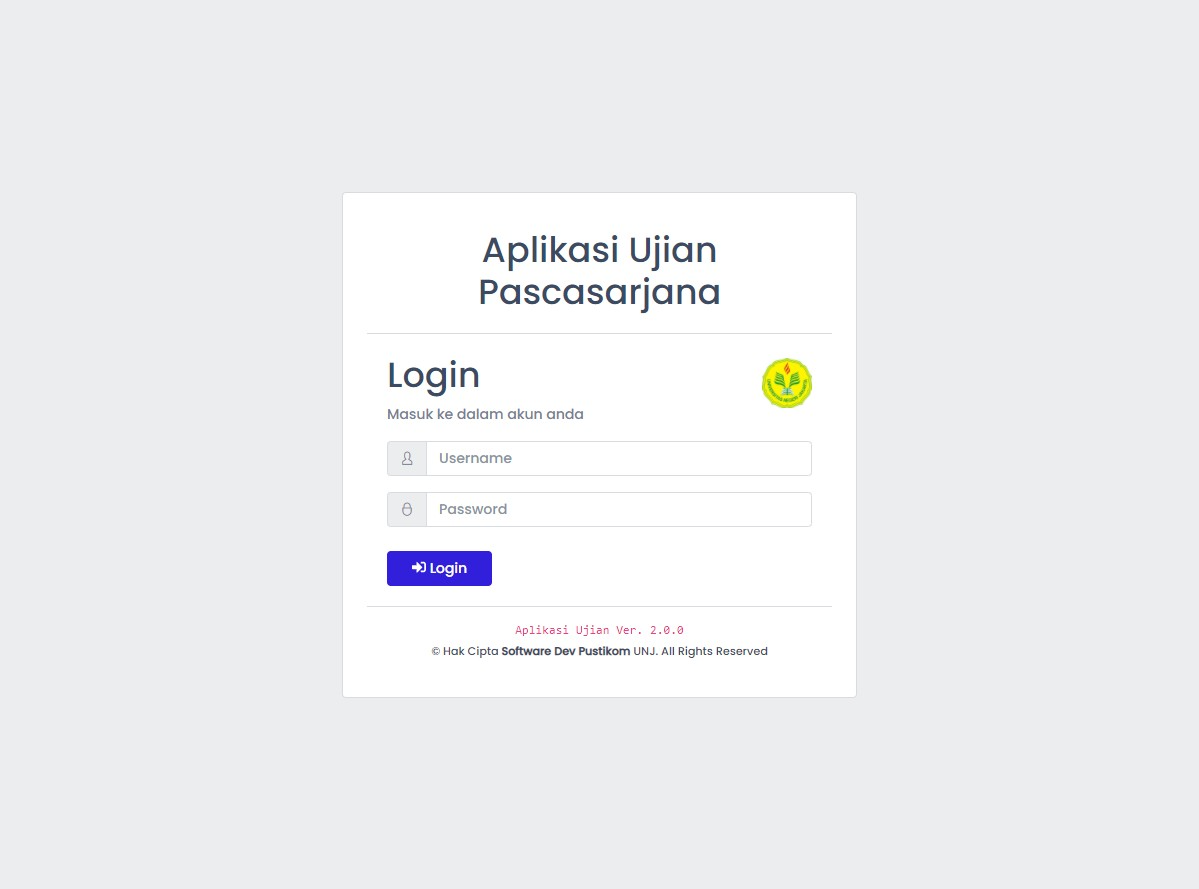 Aplikasi Ujian
Pascasarjana
Login
Masuk ke dalam akun anda
Username
Password
Login
Aplikasi Ujian Ver. 2.0.0
© Hak Cipta Software Dev Pustikom UNJ. All Rights Reserved